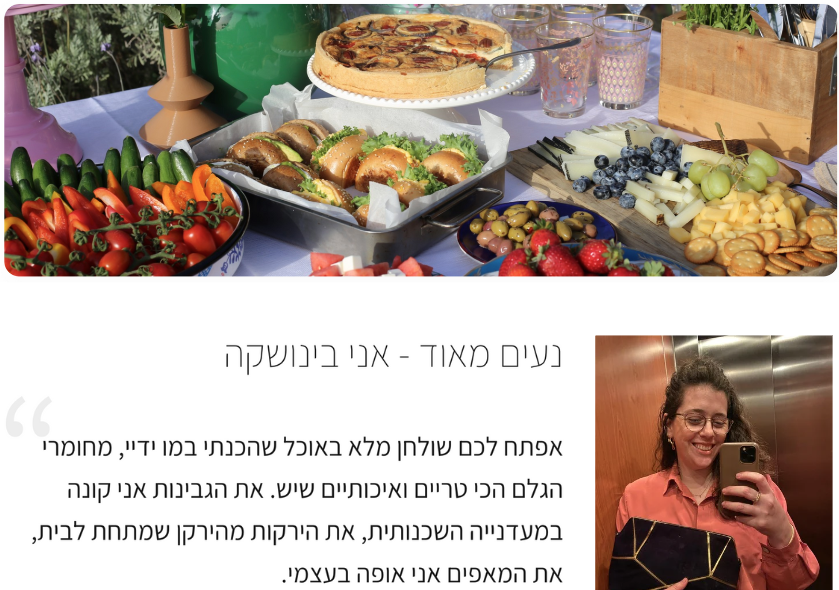 נעים מאוד - אני בינושקה
אפתח לכם שולחן מלא באוכל שהכנתי במו ידיי, מחומרי
הגלם הכי טריים ואיכותיים שיש. את הגבינות אני קונה
במעדנייה השכנותית, את הירקות מהירקן שמתחת לבית,
את המאפים אני אופה בעצמי.